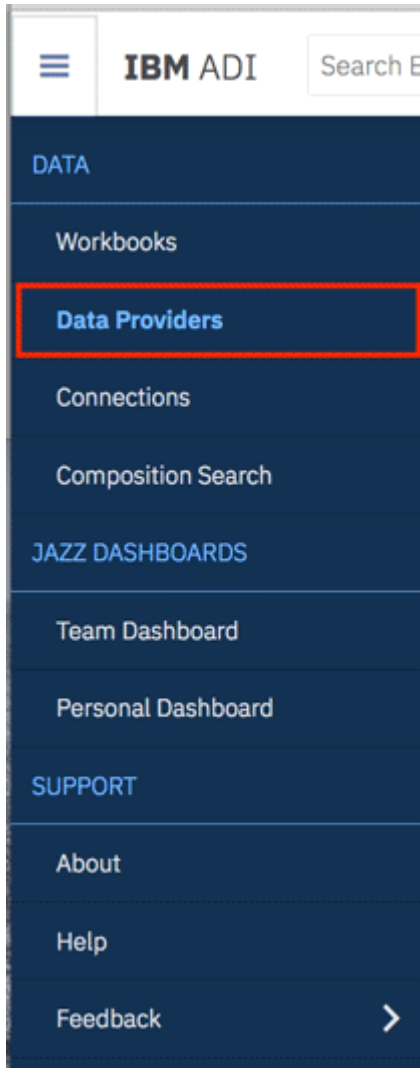 IBM ADI
Search
DATA
Workbooks
Data Providers
Connections
Composition Search
JAZZ DASHBOARDS
Team Dashboard
Personal Dashboard
SUPPORT
About
Help
Feedback